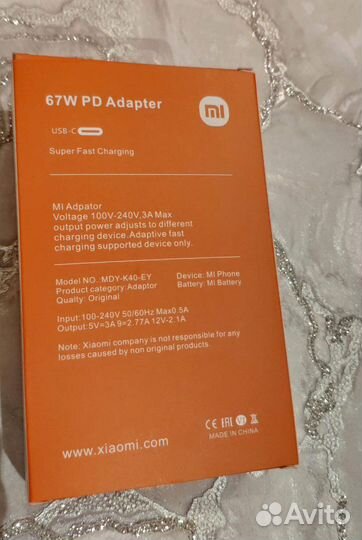 67W PD Adapter
mi
USB-C
Super Fast Charging
MI Adpator
Voltage 100V-240V,3A Max
output power adjusts to different
charging device.Adaptive fast
charging supported device only.
Model NO.:MDY-K40-EY Device: MI Phone
Product category: Adaptor Battery: MI Battery
Qualty: Original
Input:100-240V 50/60Hz Max0.5A
Output:5V=3A 9=2.77A 12V-2.1A
Note: Xiaomi company is not responsible for any
losses caused by non original products.
CE EAC V1
www.xiaomi.com MADE IN CHINA
Avito